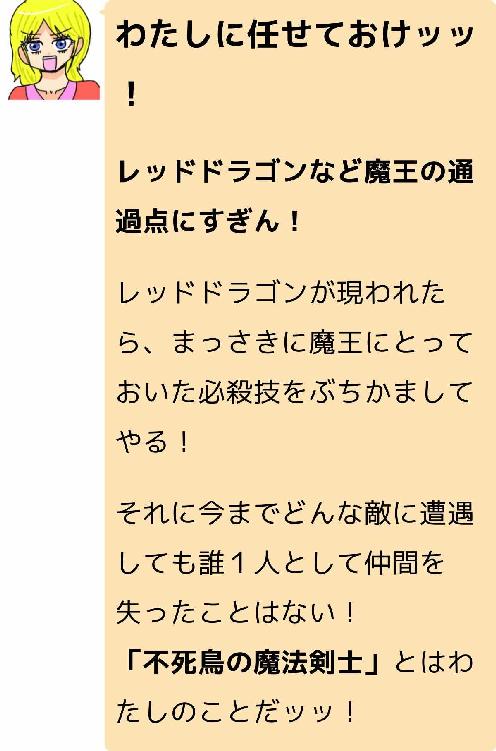 わたしに任せておけッッ
！
レッドドラゴンなど魔王の通
過点にすぎん！
レッドドラゴンが現われた
ら、まっさきに魔王にとって
おいた必殺技をぶちかまして
やる！
それに今までどんな敵に遭遇
しても誰１人として仲間を
失ったことはない！
「不死鳥の魔法剣士」とはわ
たしのことだッッ！